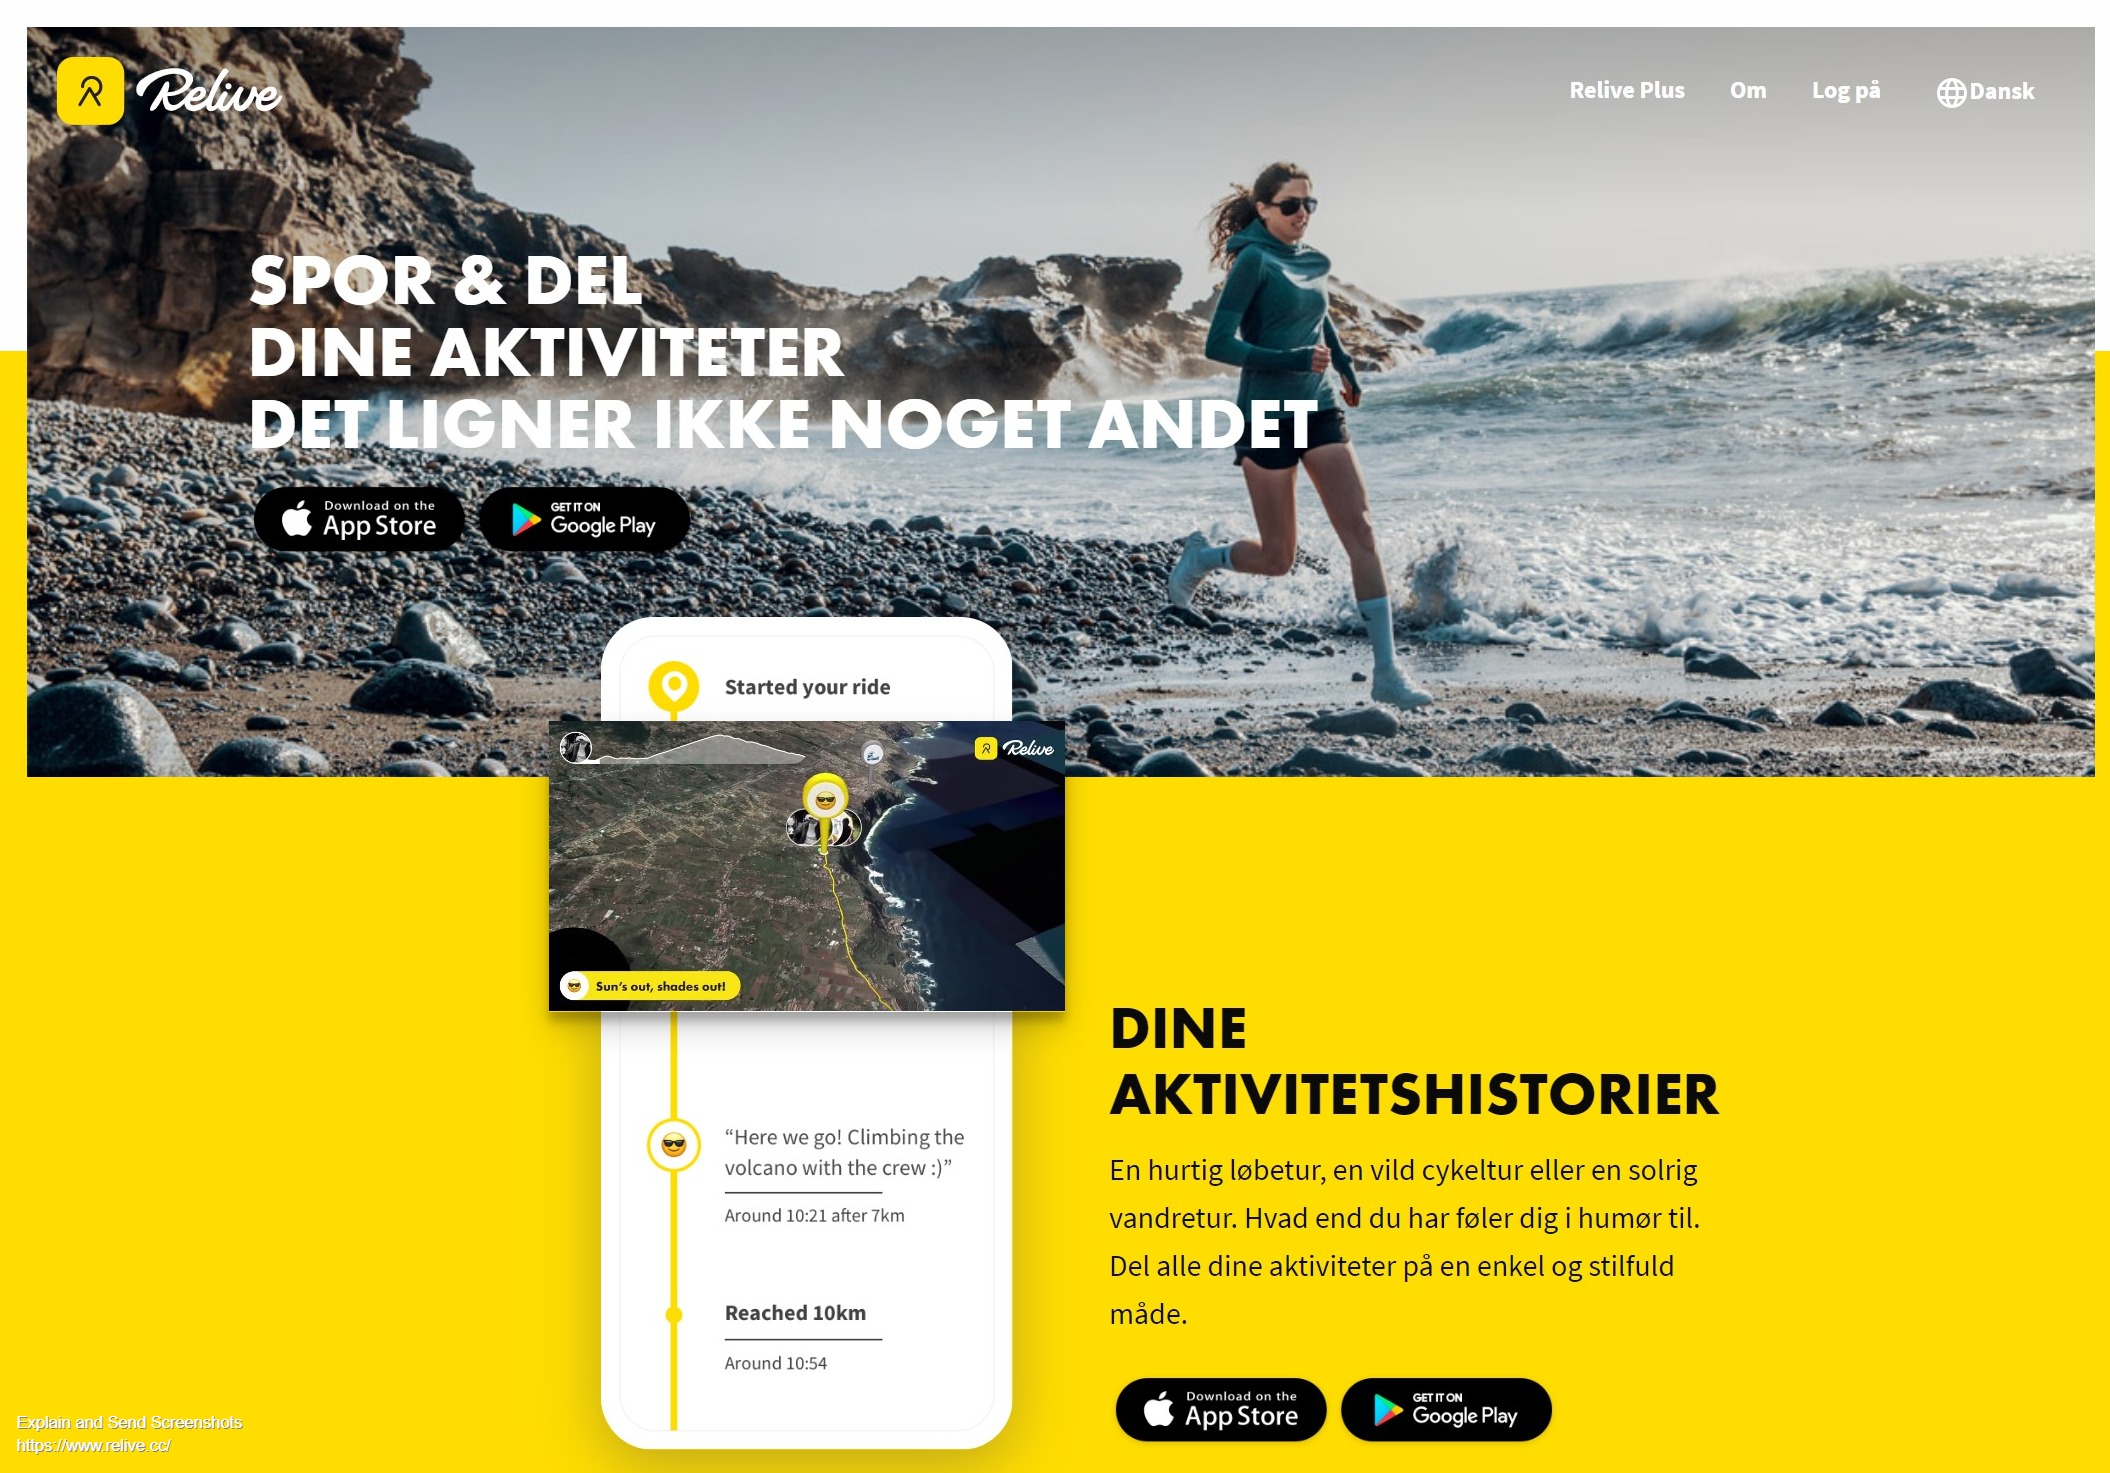 Relive
Relive Plus
Om
Log på
Dansk
SPOR & DEL
DINE AKTIVITETER
DET LIGNER IKKE NOGET ANDET
Download on the
App Store
GET IT ON
Google Play
Started your ride
Relive
Sun's out, shades out!
“Here we go! Climbing the
volcano with the crew :)”
Around 10:21 after 7km
Reached 10km
Around 10:54
DINE
AKTIVITETSHISTORIER
En hurtig løbetur, en vild cykeltur eller en solrig
vandretur. Hvad end du har føler dig i humør til.
Del alle dine aktiviteter på en enkel og stilfuld
måde.
Download on the
App Store
GET IT ON
Google Play
Explain and Send Screenshots
https://www.relive.cc/